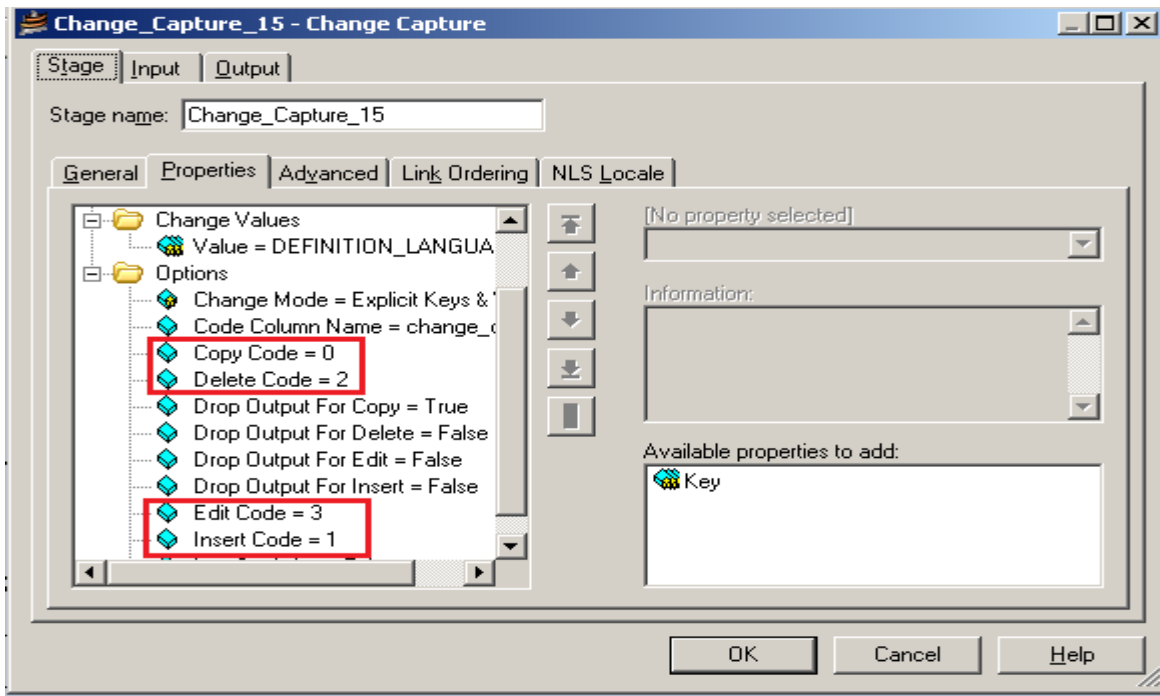 Change_Capture_15 - Change Capture
Stage Input Output
Stage name: Change_Capture_15
General Properties Advanced Link Ordering NLS Locale
Change Values
Value = DEFINITION_LANGUA
Options
Change Mode = Explicit Keys &
Code Column Name = change_
Copy Code = 0
Delete Code = 2
Drop Output For Copy = True
Drop Output For Delete = False
Drop Output For Edit = False
Drop Output For Insert = False
Edit Code = 3
Insert Code = 1
[No property selected]
Information:
Available properties to add:
Key
OK Cancel Help